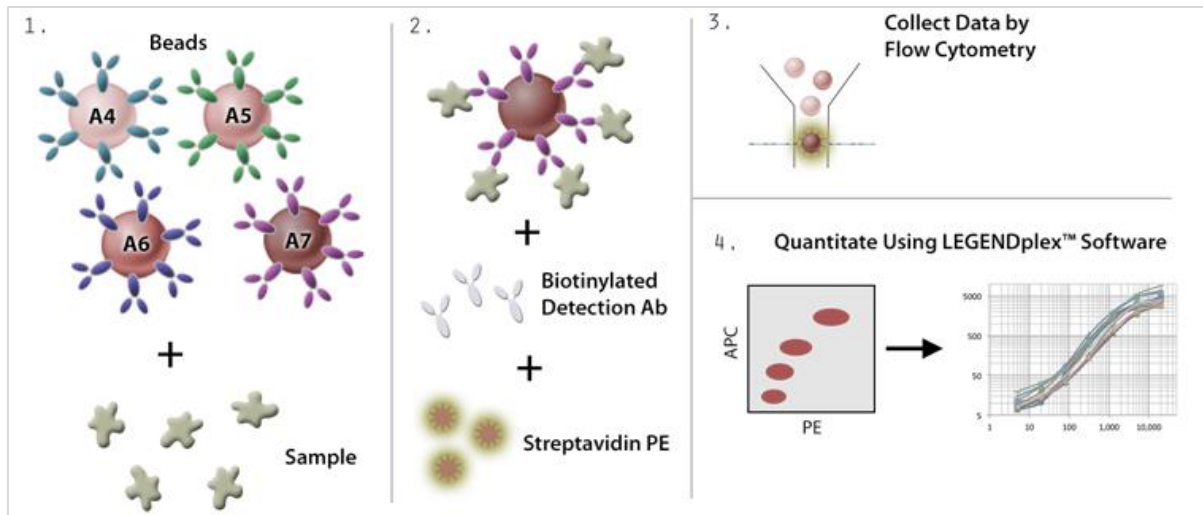 1.
Beads
A4
A5
A6
A7
Sample
2.
Biotinylated
Detection Ab
Streptavidin PE
3.
Collect Data by
Flow Cytometry
4.
Quantitate Using LEGENDplex™ Software
APC
PE
5000
500
50
5
1 10 100 1,000 10,000